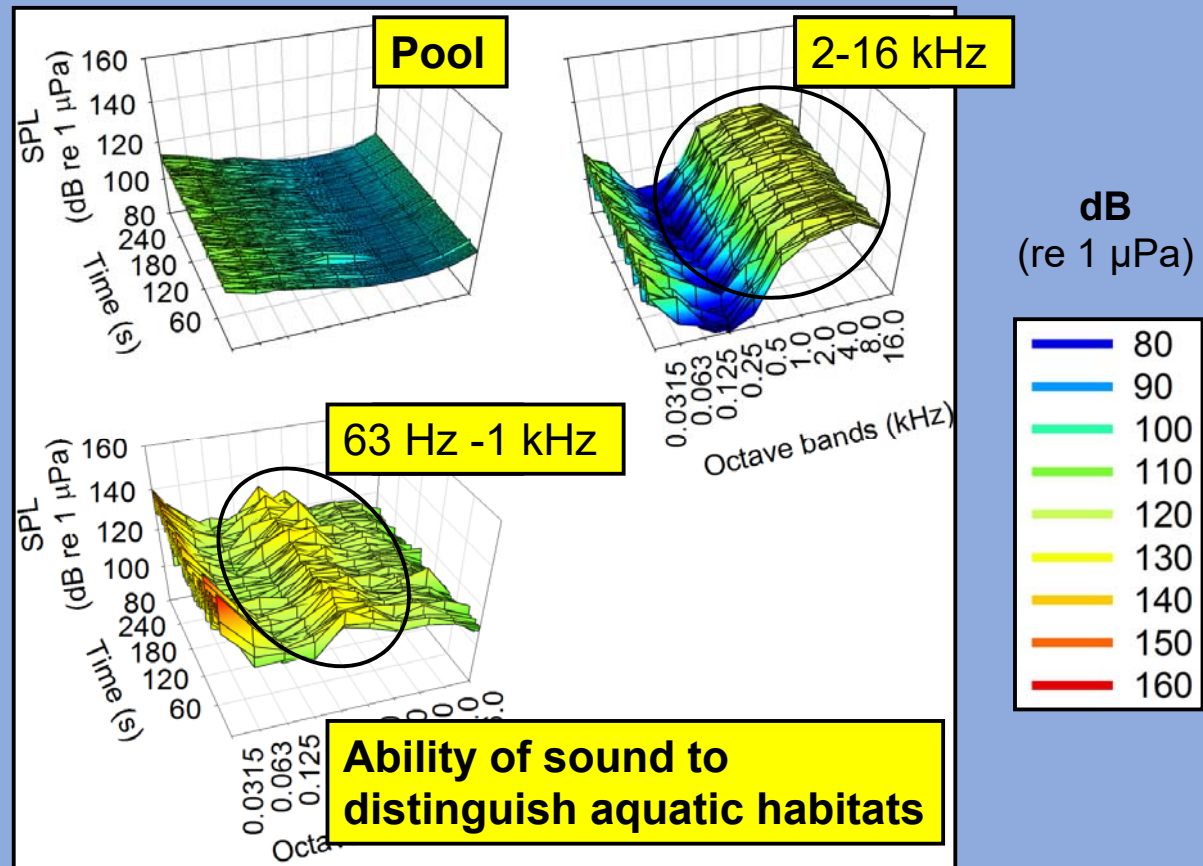 Pool
2-16 kHz
SPL
(dB re 1 µPa)
160
140
120
100
80
Time (s)
240
180
120
60
0.0315
0.063
0.125
0.25
0.5
1.0
2.0
4.0
8.0
16.0
Octave bands (kHz)
dB
(re 1 µPa)
80
90
100
110
120
130
140
150
160
63 Hz -1 kHz
SPL
(dB re 1 µPa)
160
140
120
100
80
Time (s)
240
180
120
60
0.0315
0.063
0.125
Ability of sound to
distinguish aquatic habitats